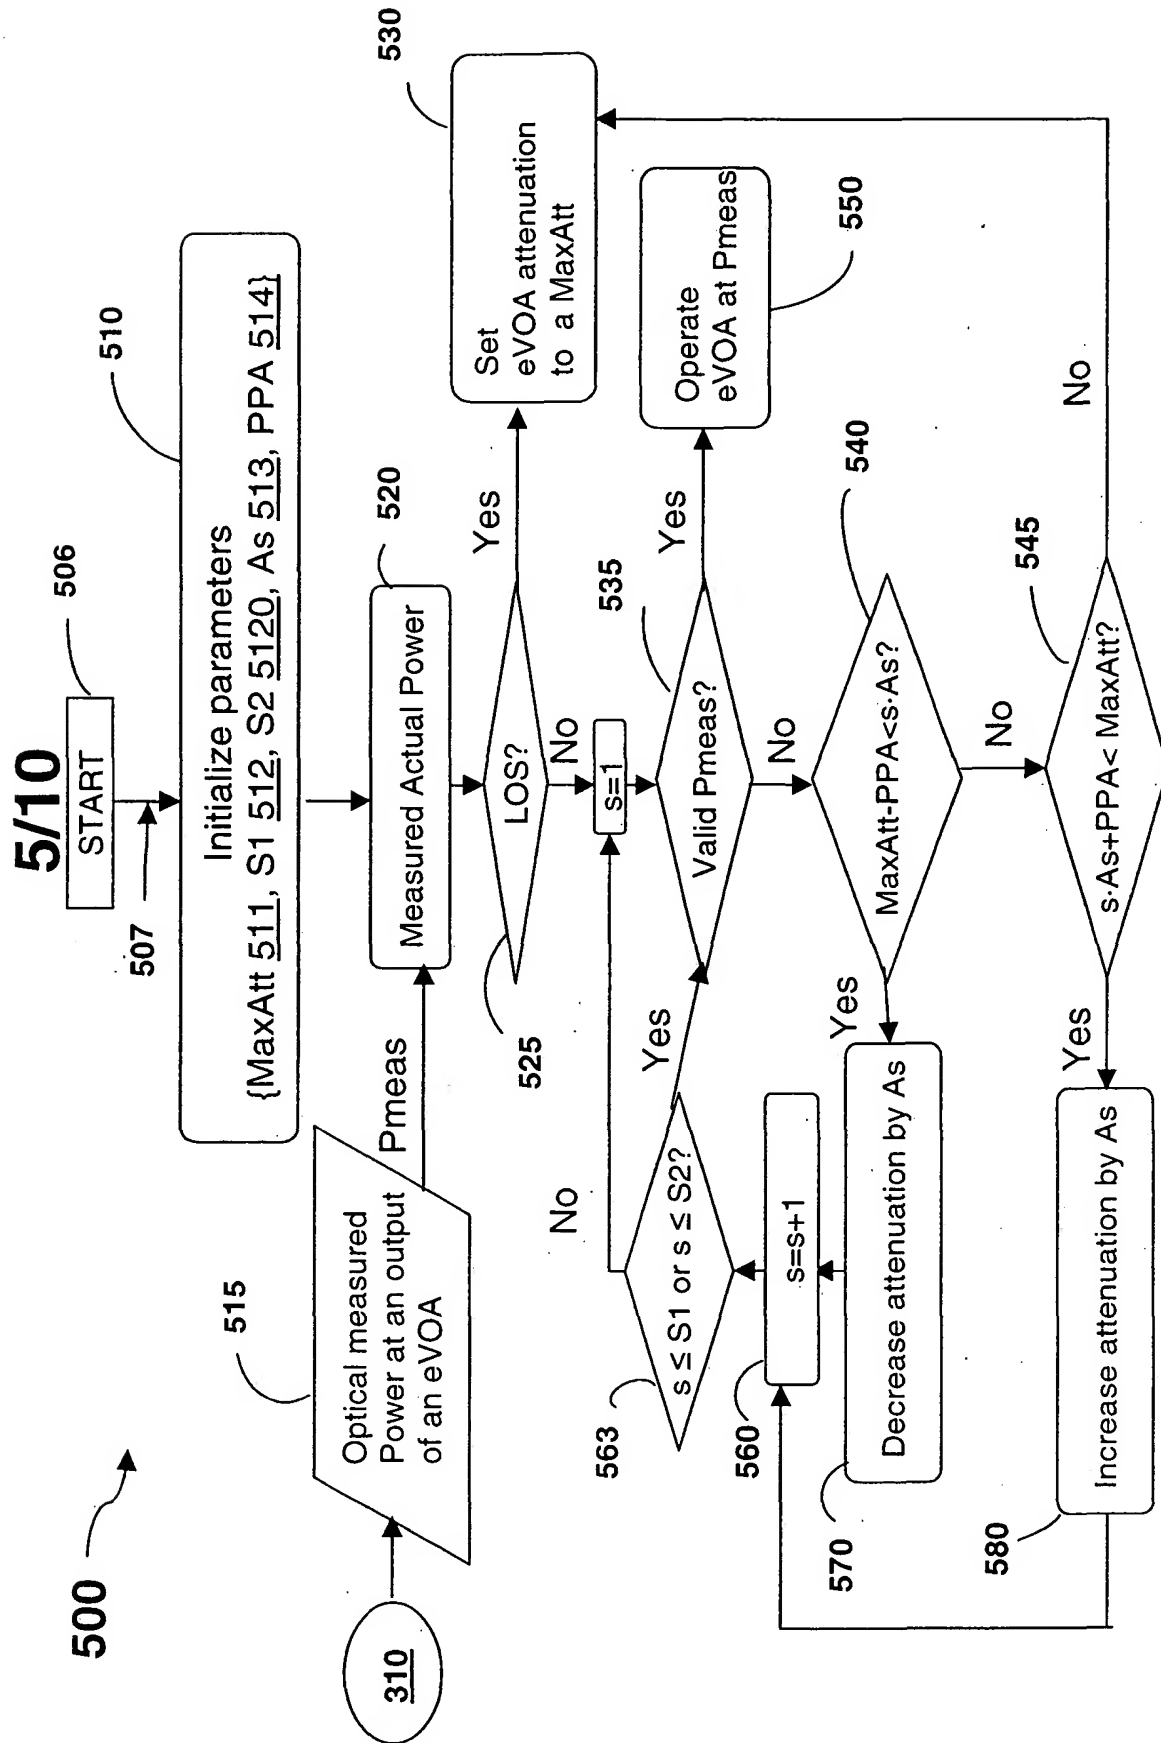 5/10
START
506
507
510
Initialize parameters
{MaxAtt 511, S1 512, S2 5120, As 513, PPA 514}
500
310
515
Optical measured
Power at an output
of an eVOA
Pmeas
520
Measured Actual Power
525
LOS?
Yes
530
Set
eVOA attenuation
to a MaxAtt
No
s=1
535
Valid Pmeas?
Yes
Operate
eVOA at Pmeas
550
No
540
MaxAtt-PPA<s·As?
Yes
No
545
s·As+PPA< MaxAtt?
No
Yes
563
s ≤ S1 or s ≤ S2?
Yes
No
560
s=s+1
570
Decrease attenuation by As
580
Increase attenuation by As